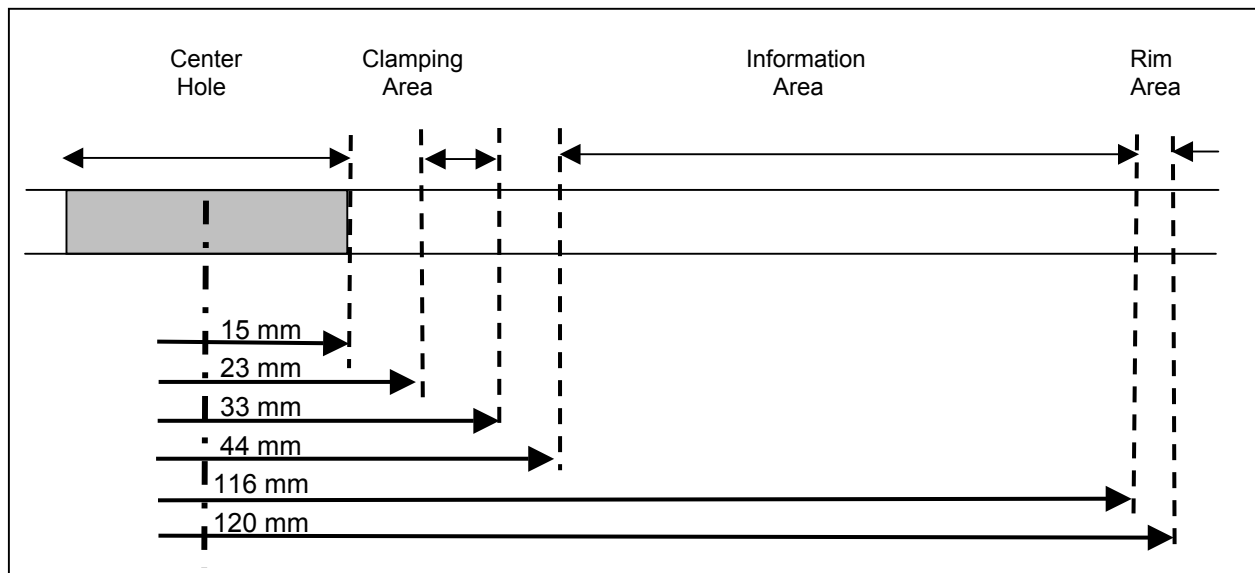 Center
Hole
Clamping
Area
Information
Area
Rim
Area
15 mm
23 mm
33 mm
44 mm
116 mm
120 mm